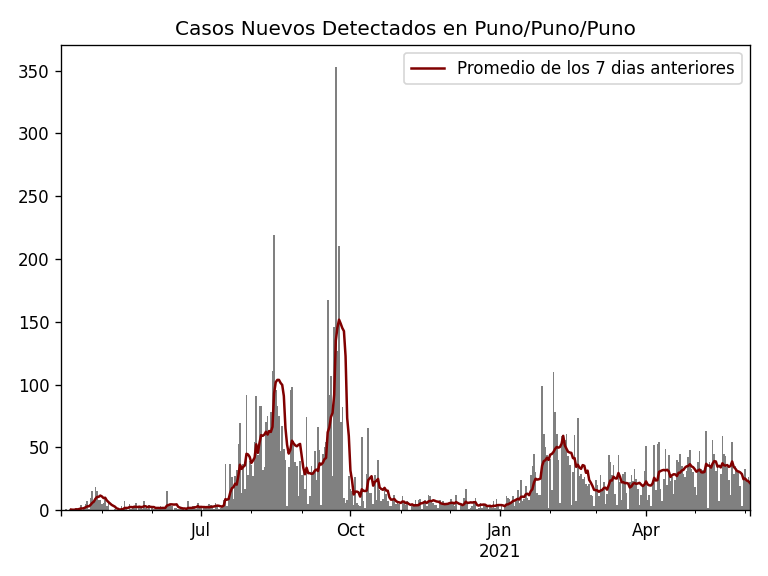 Casos Nuevos Detectados en Puno/Puno/Puno
Promedio de los 7 dias anteriores
350
300
250
200
150
100
50
0
Jul
Oct
Jan
2021
Apr